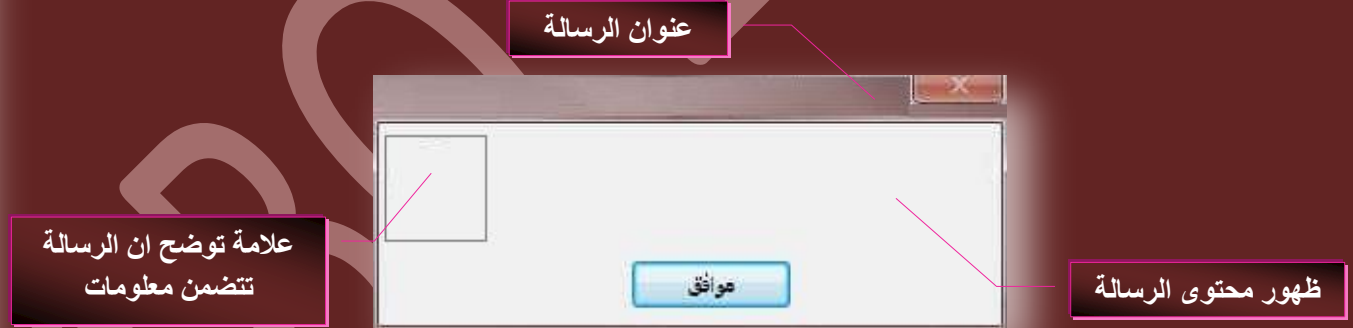 عنوان الرسالة
علامة توضح ان الرسالة
تتضمن معلومات
موافق
ظهور محتوى الرسالة